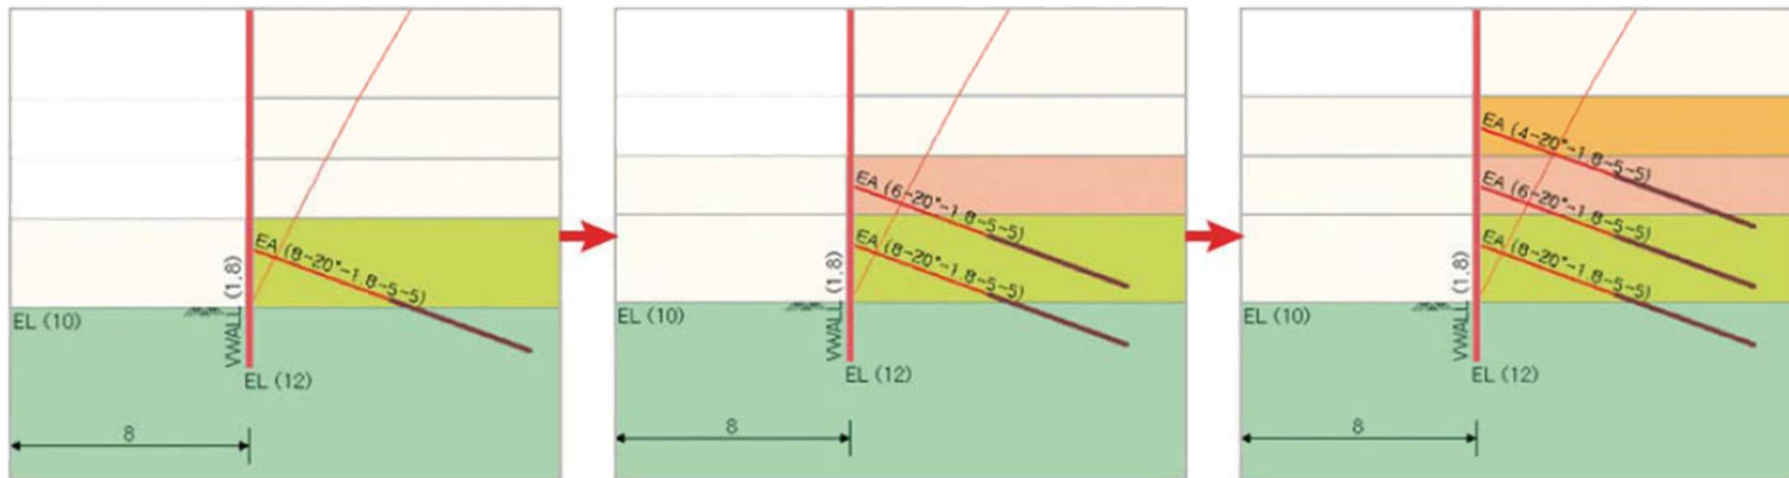 EA (8-20°-1.8-5-5)
VWALL (1.8)
EL (10)
EL (12)
8
EA (6-20°-1.8-5-5)
EA (8-20°-1.8-5-5)
VWALL (1.8)
EL (10)
EL (12)
8
EA (4-20°-1.8-5-5)
EA (6-20°-1.8-5-5)
EA (8-20°-1.8-5-5)
VWALL (1.8)
EL (10)
EL (12)
8